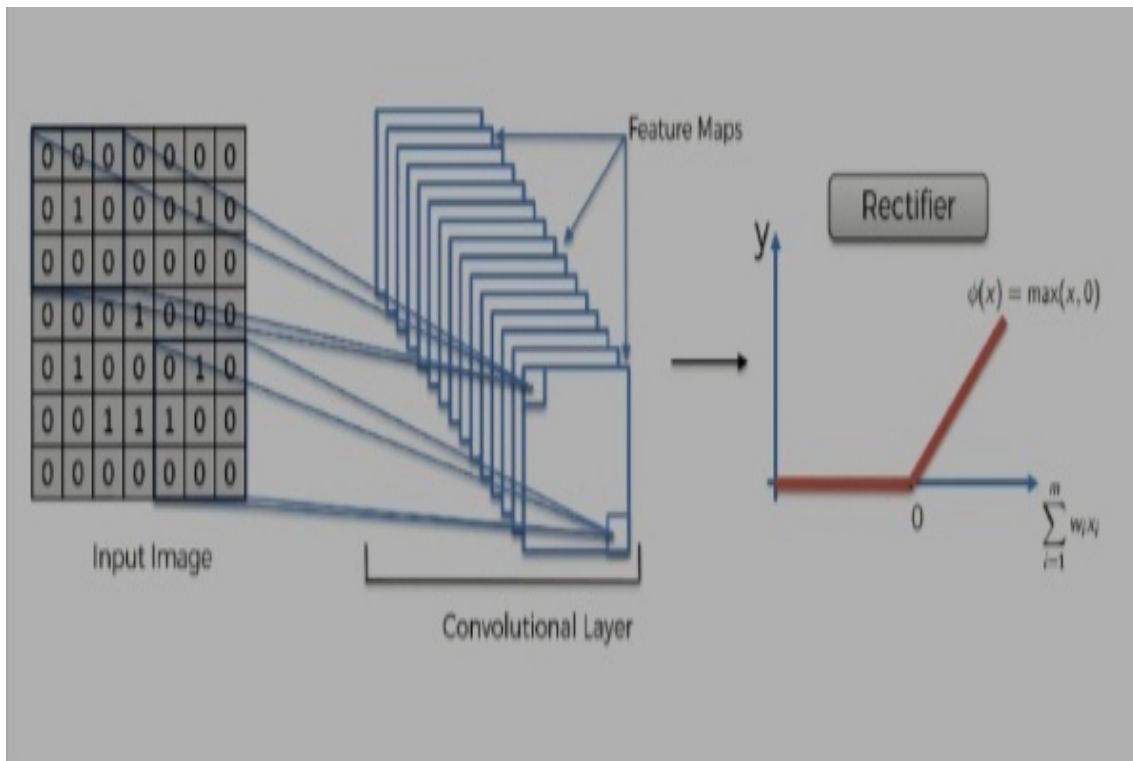 0 0 0 0 0 0 0
0 1 0 0 0 1 0
0 0 0 0 0 0 0
0 0 0 1 0 0 0
0 1 0 0 0 1 0
0 0 1 1 1 0 0
0 0 0 0 0 0 0
Input Image
Feature Maps
Convolutional Layer
Rectifier
y
ϕ(x) = max(x, 0)
0
m
∑ wᵢxᵢ
i=1